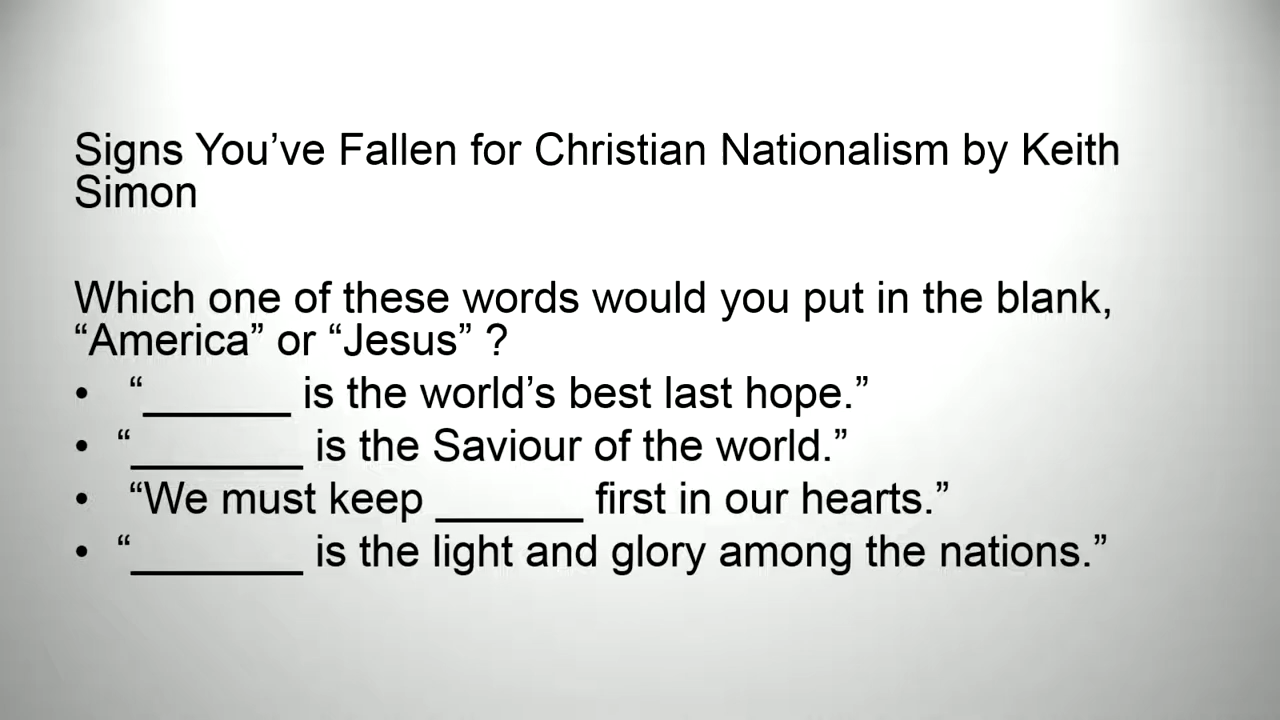 Signs You’ve Fallen for Christian Nationalism by Keith
Simon
Which one of these words would you put in the blank,
“America” or “Jesus” ?
• “______ is the world’s best last hope.”
• “_______ is the Saviour of the world.”
• “We must keep ______ first in our hearts.”
• “_______ is the light and glory among the nations.”